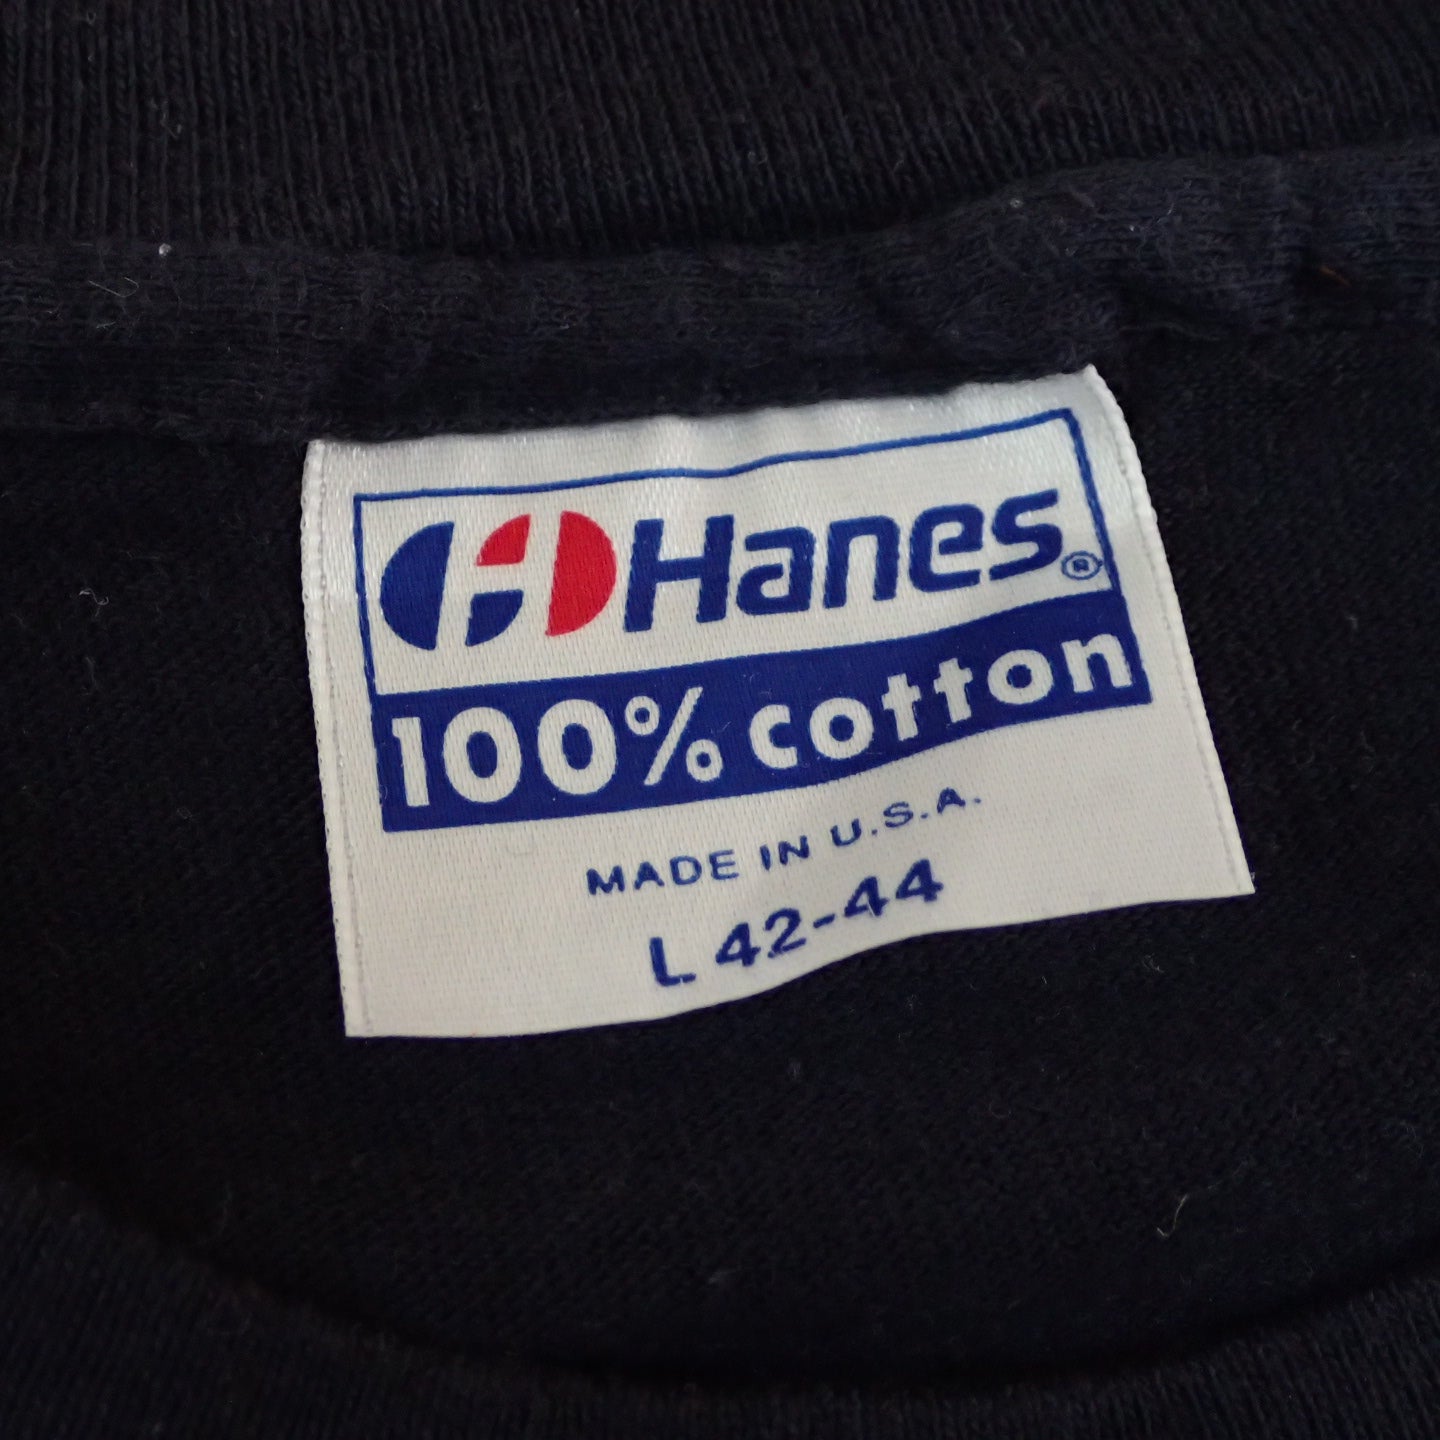 Hanes®
100% cotton
MADE IN U.S.A.
L 42-44